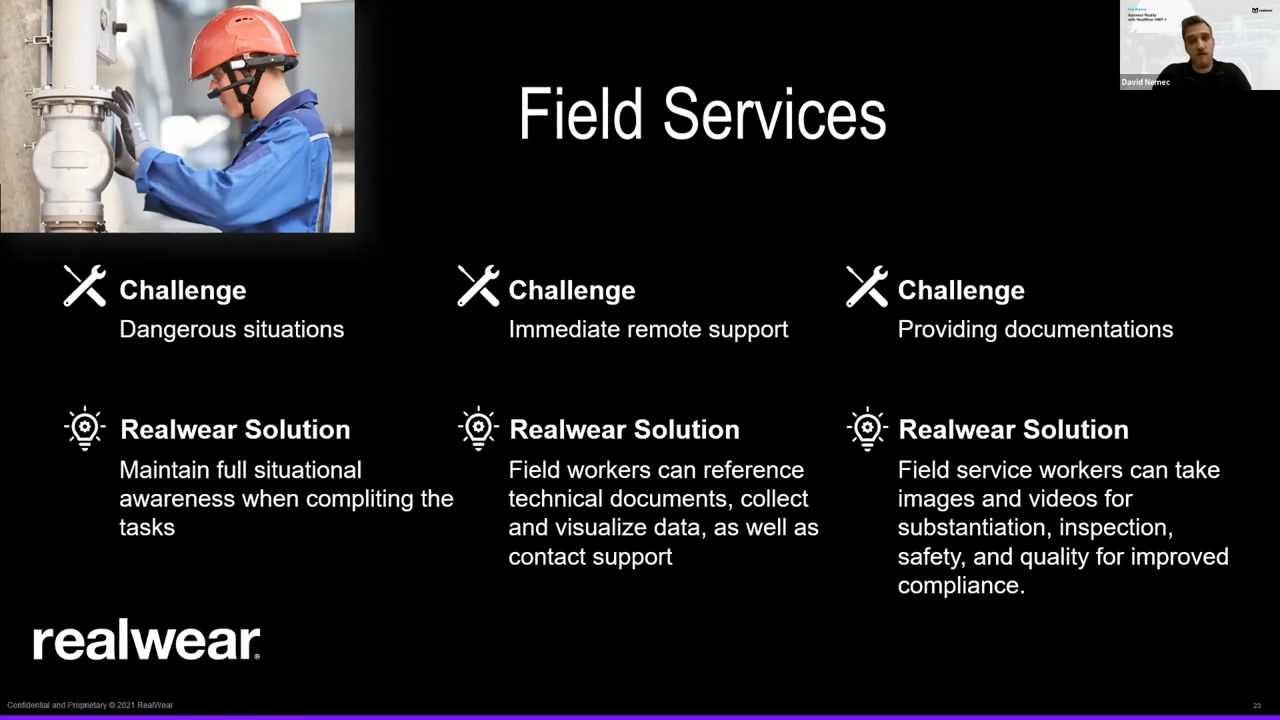 Field Services
David Nemec
realwear
Challenge
Dangerous situations
Challenge
Immediate remote support
Challenge
Providing documentations
Realwear Solution
Maintain full situational
awareness when compliting the
tasks
Realwear Solution
Field workers can reference
technical documents, collect
and visualize data, as well as
contact support
Realwear Solution
Field service workers can take
images and videos for
substantiation, inspection,
safety, and quality for improved
compliance.
realwear®
Confidential and Proprietary © 2021 RealWear
23